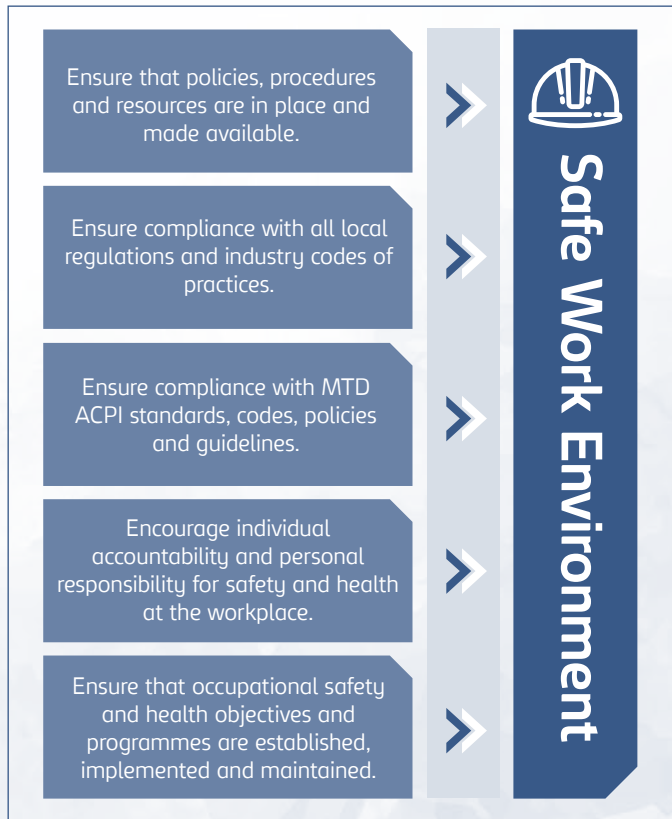 Ensure that policies, procedures
and resources are in place and
made available.
Ensure compliance with all local
regulations and industry codes of
practices.
Ensure compliance with MTD
ACPI standards, codes, policies
and guidelines.
Encourage individual
accountability and personal
responsibility for safety and health
at the workplace.
Ensure that occupational safety
and health objectives and
programmes are established,
implemented and maintained.
Safe Work Environment